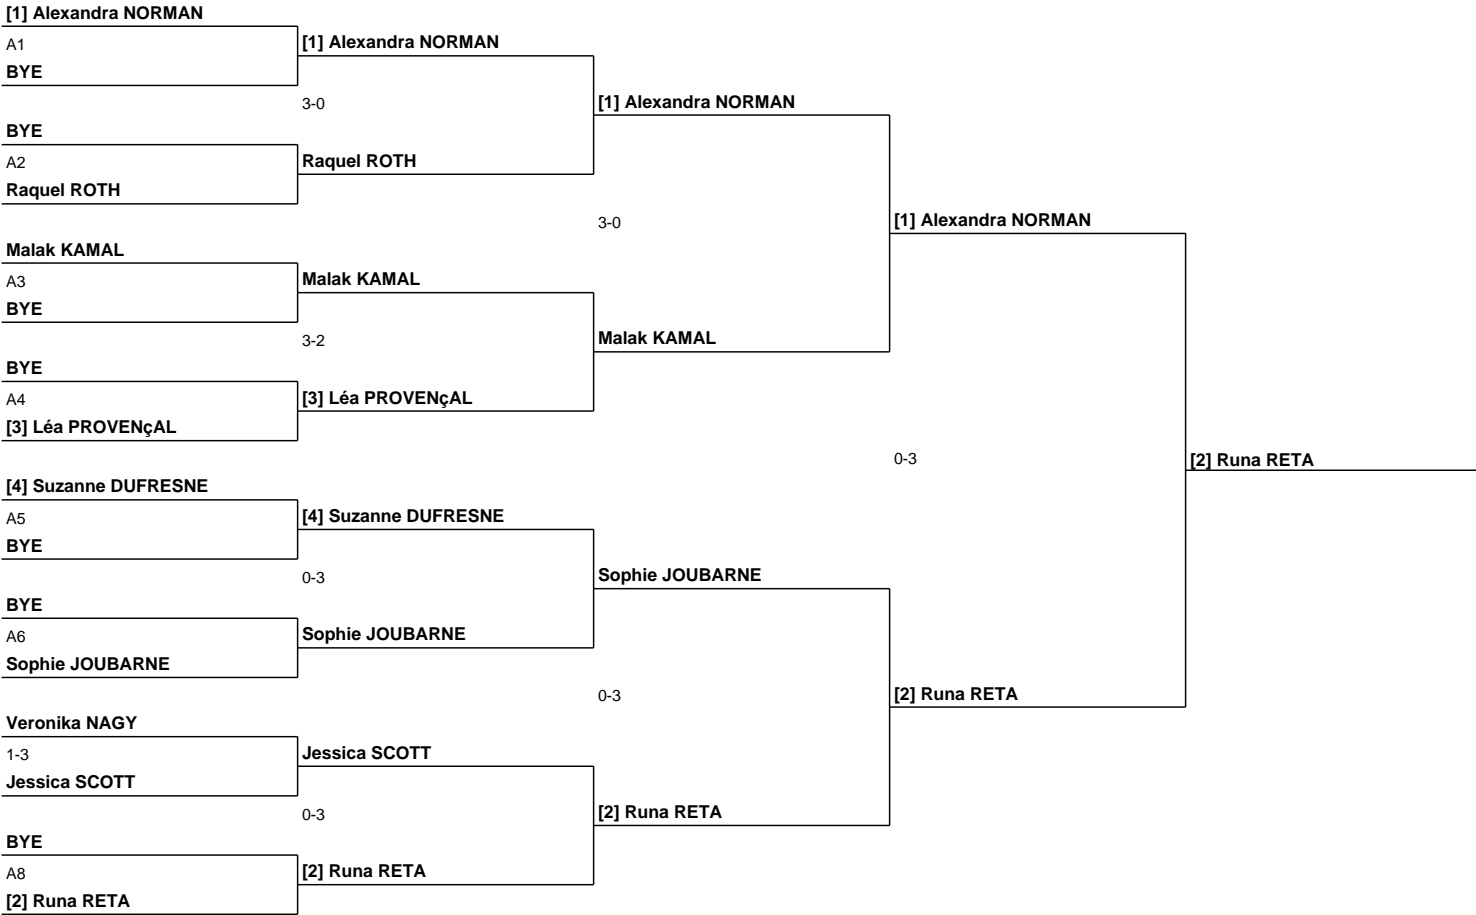 [1] Alexandra NORMAN
A1
[1] Alexandra NORMAN
BYE
3-0
[1] Alexandra NORMAN
BYE
A2
Raquel ROTH
Raquel ROTH
3-0
[1] Alexandra NORMAN
Malak KAMAL
A3
Malak KAMAL
BYE
3-2
Malak KAMAL
BYE
A4
[3] Léa PROVENçAL
[3] Léa PROVENçAL
0-3
[2] Runa RETA
[4] Suzanne DUFRESNE
A5
[4] Suzanne DUFRESNE
BYE
0-3
Sophie JOUBARNE
BYE
A6
Sophie JOUBARNE
Sophie JOUBARNE
0-3
[2] Runa RETA
Veronika NAGY
1-3
Jessica SCOTT
Jessica SCOTT
0-3
[2] Runa RETA
BYE
A8
[2] Runa RETA
[2] Runa RETA